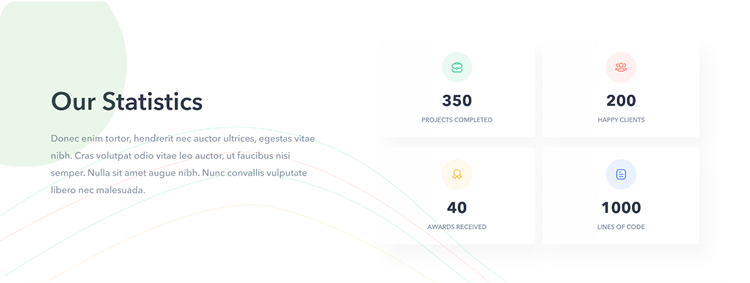 Our Statistics
Donec enim tortor, hendrerit nec auctor ultrices, egestas vitae
nibh. Cras volutpat odio vitae leo auctor, ut faucibus nisi
semper. Nulla sit amet augue nibh. Nunc convallis vulputate
libero nec malesuada.
350
PROJECTS COMPLETED
200
HAPPY CLIENTS
40
AWARDS RECEIVED
1000
LINES OF CODE